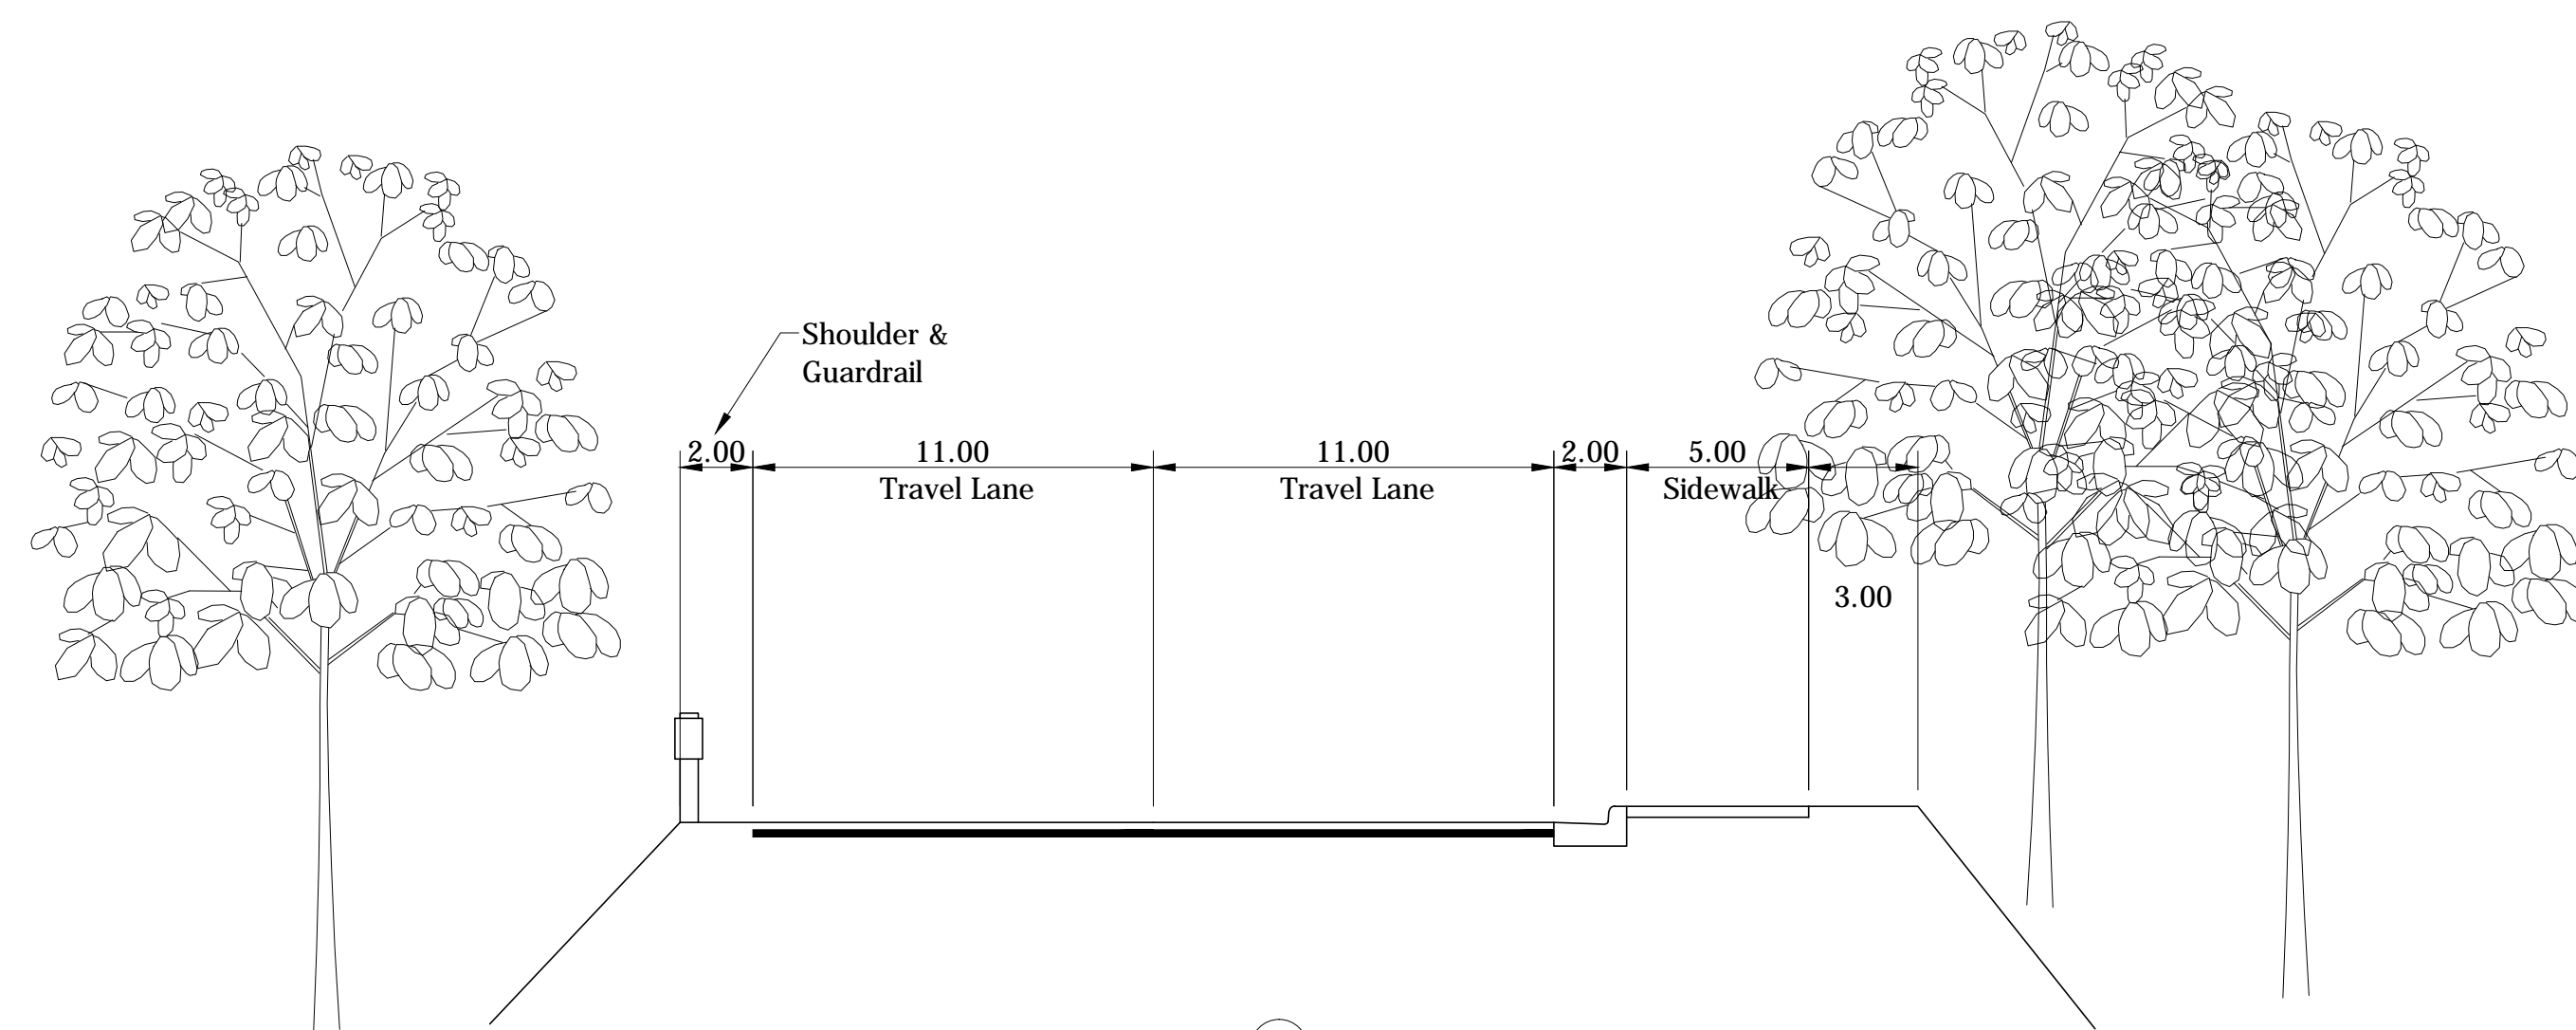 Shoulder &
Guardrail
2.00 11.00 11.00 2.00 5.00
Travel Lane Travel Lane Sidewalk
3.00